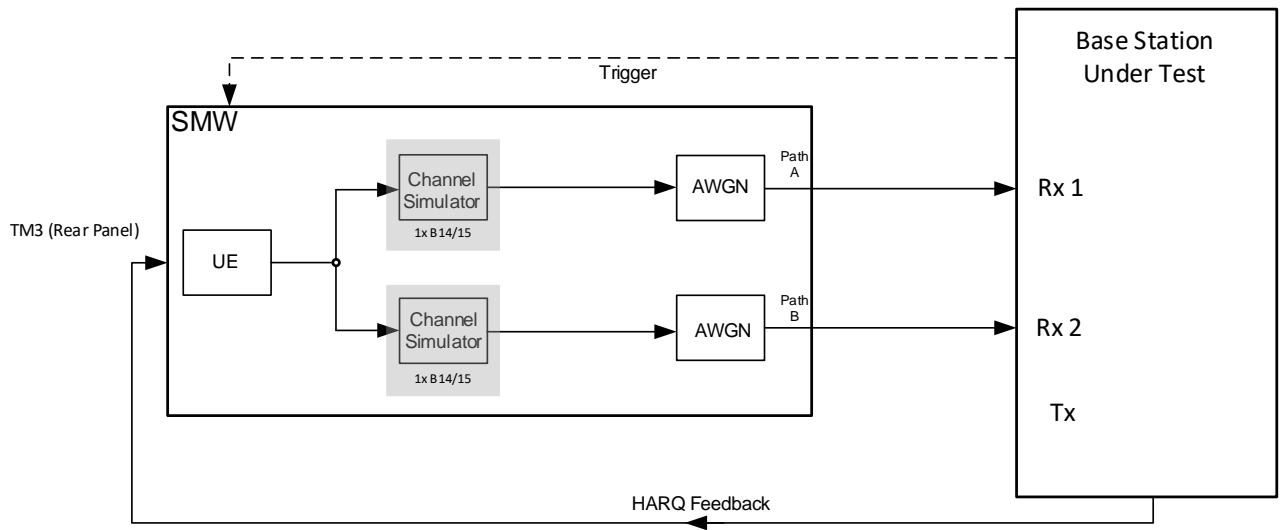 Base Station
Under Test
Trigger
SMW
Channel
Simulator
1x B14/15
AWGN
Path
A
Rx 1
TM3 (Rear Panel)
UE
Channel
Simulator
1x B14/15
AWGN
Path
B
Rx 2
Tx
HARQ Feedback